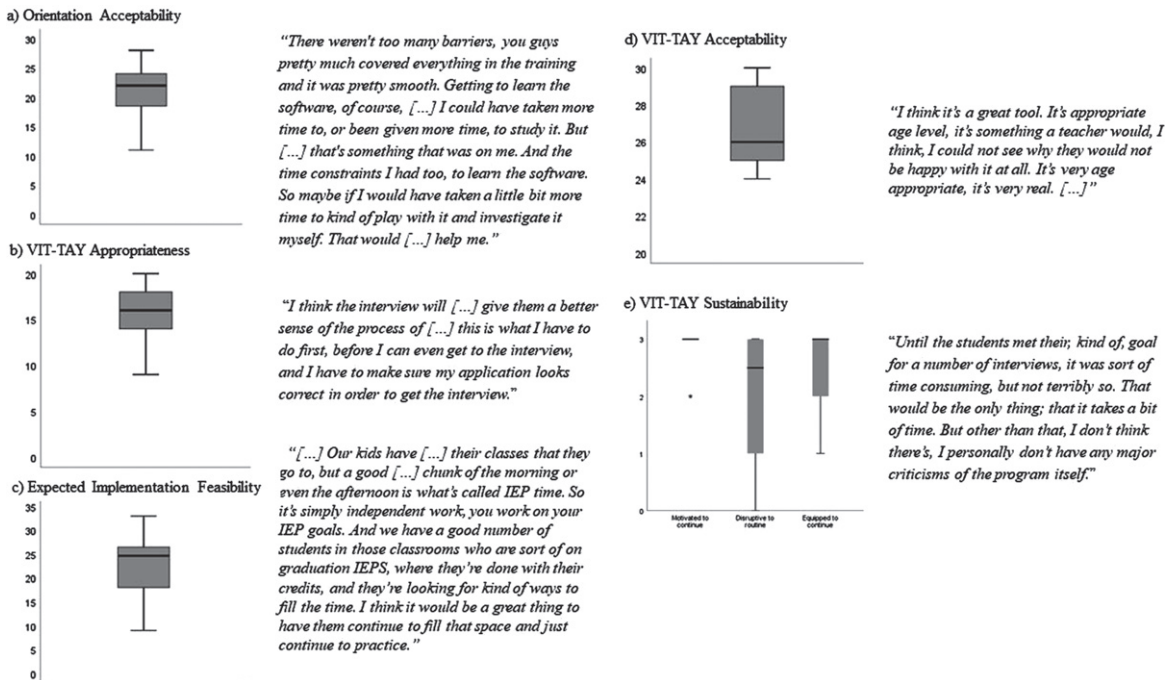 a) Orientation Acceptability
30
25
20
15
10
5
0
"There weren't too many barriers, you guys
pretty much covered everything in the training
and it was pretty smooth. Getting to learn the
software, of course, [...] I could have taken more
time to, or been given more time, to study it. But
[...] that's something that was on me. And the
time constraints I had too, to learn the software.
So maybe if I would have taken a little bit more
time to kind of play with it and investigate it
myself. That would [...] help me."
b) VIT-TAY Appropriateness
20
15
10
5
0
"I think the interview will [...] give them a better
sense of the process of [...] this is what I have to
do first, before I can even get to the interview,
and I have to make sure my application looks
correct in order to get the interview."
c) Expected Implementation Feasibility
35
30
25
20
15
10
5
0
"[...] Our kids have [...] their classes that they
go to, but a good [...] chunk of the morning or
even the afternoon is what's called IEP time. So
it's simply independent work, you work on your
IEP goals. And we have a good number of
students in those classrooms who are sort of on
graduation IEPS, where they're done with their
credits, and they're looking for kind of ways to
fill the time. I think it would be a great thing to
have them continue to fill that space and just
continue to practice."
d) VIT-TAY Acceptability
30
28
26
24
22
20
"I think it's a great tool. It's appropriate
age level, it's something a teacher would, I
think, I could not see why they would not
be happy with it at all. It's very age
appropriate, it's very real. [...]"
e) VIT-TAY Sustainability
3
2
1
0
Motivated to
continue
Disruptive to
routine
Equipped to
continue
"Until the students met their, kind of, goal
for a number of interviews, it was sort of
time consuming, but not terribly so. That
would be the only thing; that it takes a bit
of time. But other than that, I don't think
there's, I personally don't have any major
criticisms of the program itself."